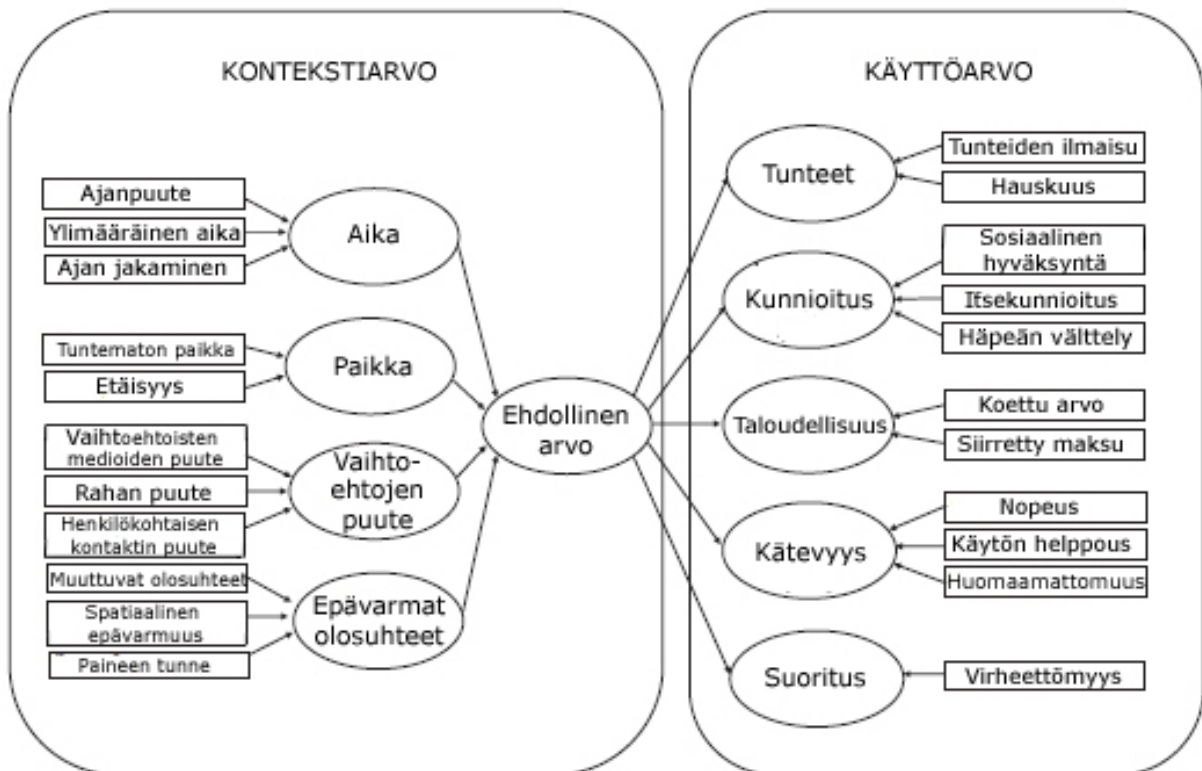 KONTEKSTIARVO
Ajanpuute
Ylimääräinen aika
Ajan jakaminen
Aika
Tuntematon paikka
Etäisyys
Paikka
Vaihtoehtoisten
medioiden puute
Rahan puute
Henkilökohtaisen
kontaktin puute
Vaihto-
ehtojen
puute
Muuttuvat olosuhteet
Spatiaalinen
epävarmuus
Paineen tunne
Epävarmat
olosuhteet
Ehdollinen
arvo
KÄYTTÖARVO
Tunteet
Tunteiden ilmaisu
Hauskuus
Kunnioitus
Sosiaalinen
hyväksyntä
Itsekunnioitus
Häpeän välttely
Taloudellisuus
Koettu arvo
Siirretty maksu
Kätevyys
Nopeus
Käytön helppous
Huomaamattomuus
Suoritus
Virheettömyys